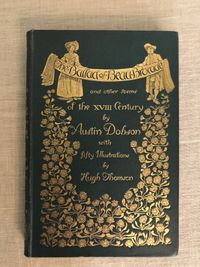 The Ballad of Beau Brocade
and other Poems
of the XVIII Century
by
Austin Dobson
with
fifty Illustrations
by
Hugh Thomson